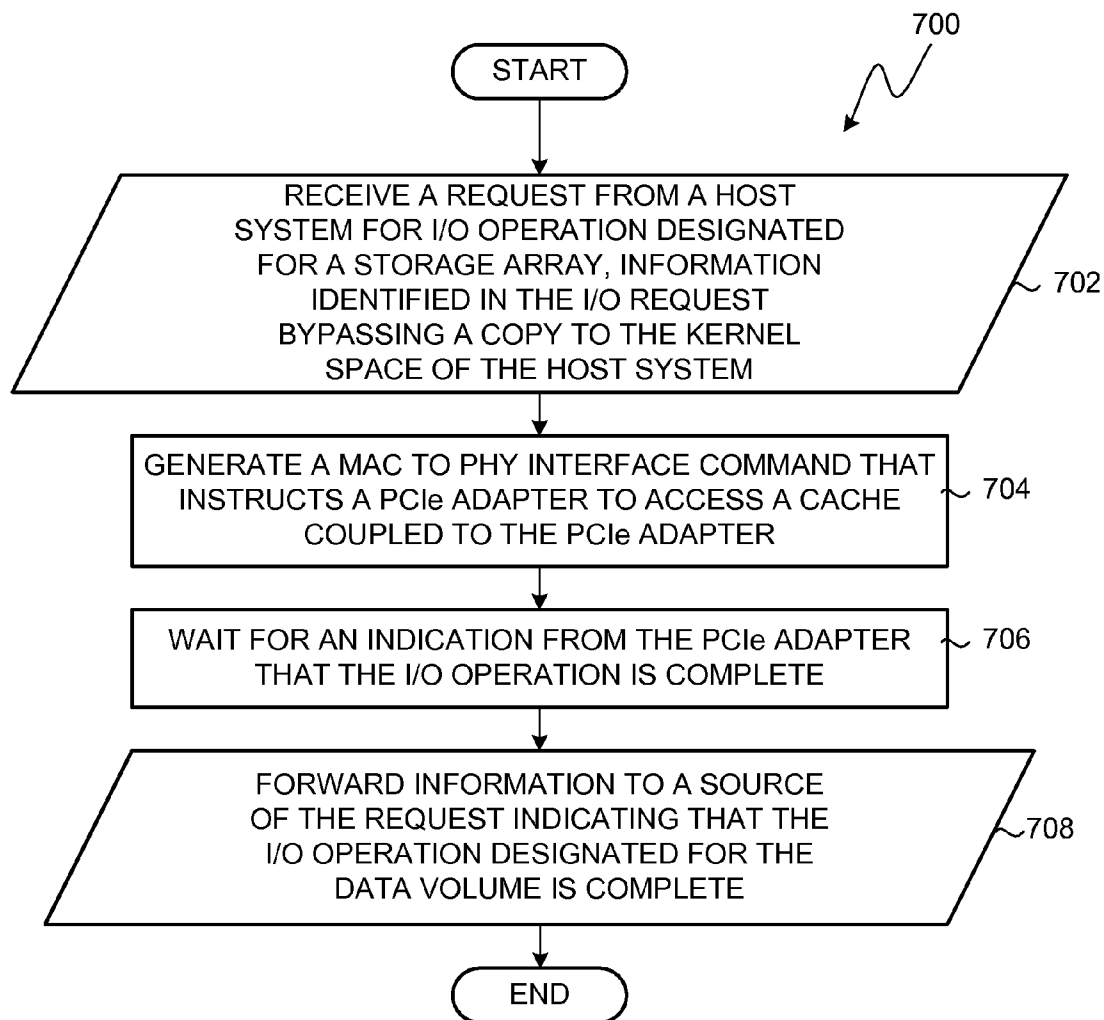 700
START
RECEIVE A REQUEST FROM A HOST
SYSTEM FOR I/O OPERATION DESIGNATED
FOR A STORAGE ARRAY, INFORMATION
IDENTIFIED IN THE I/O REQUEST
BYPASSING A COPY TO THE KERNEL
SPACE OF THE HOST SYSTEM
702
GENERATE A MAC TO PHY INTERFACE COMMAND THAT
INSTRUCTS A PCIe ADAPTER TO ACCESS A CACHE
COUPLED TO THE PCIe ADAPTER
704
WAIT FOR AN INDICATION FROM THE PCIe ADAPTER
THAT THE I/O OPERATION IS COMPLETE
706
FORWARD INFORMATION TO A SOURCE
OF THE REQUEST INDICATING THAT THE
I/O OPERATION DESIGNATED FOR THE
DATA VOLUME IS COMPLETE
708
END